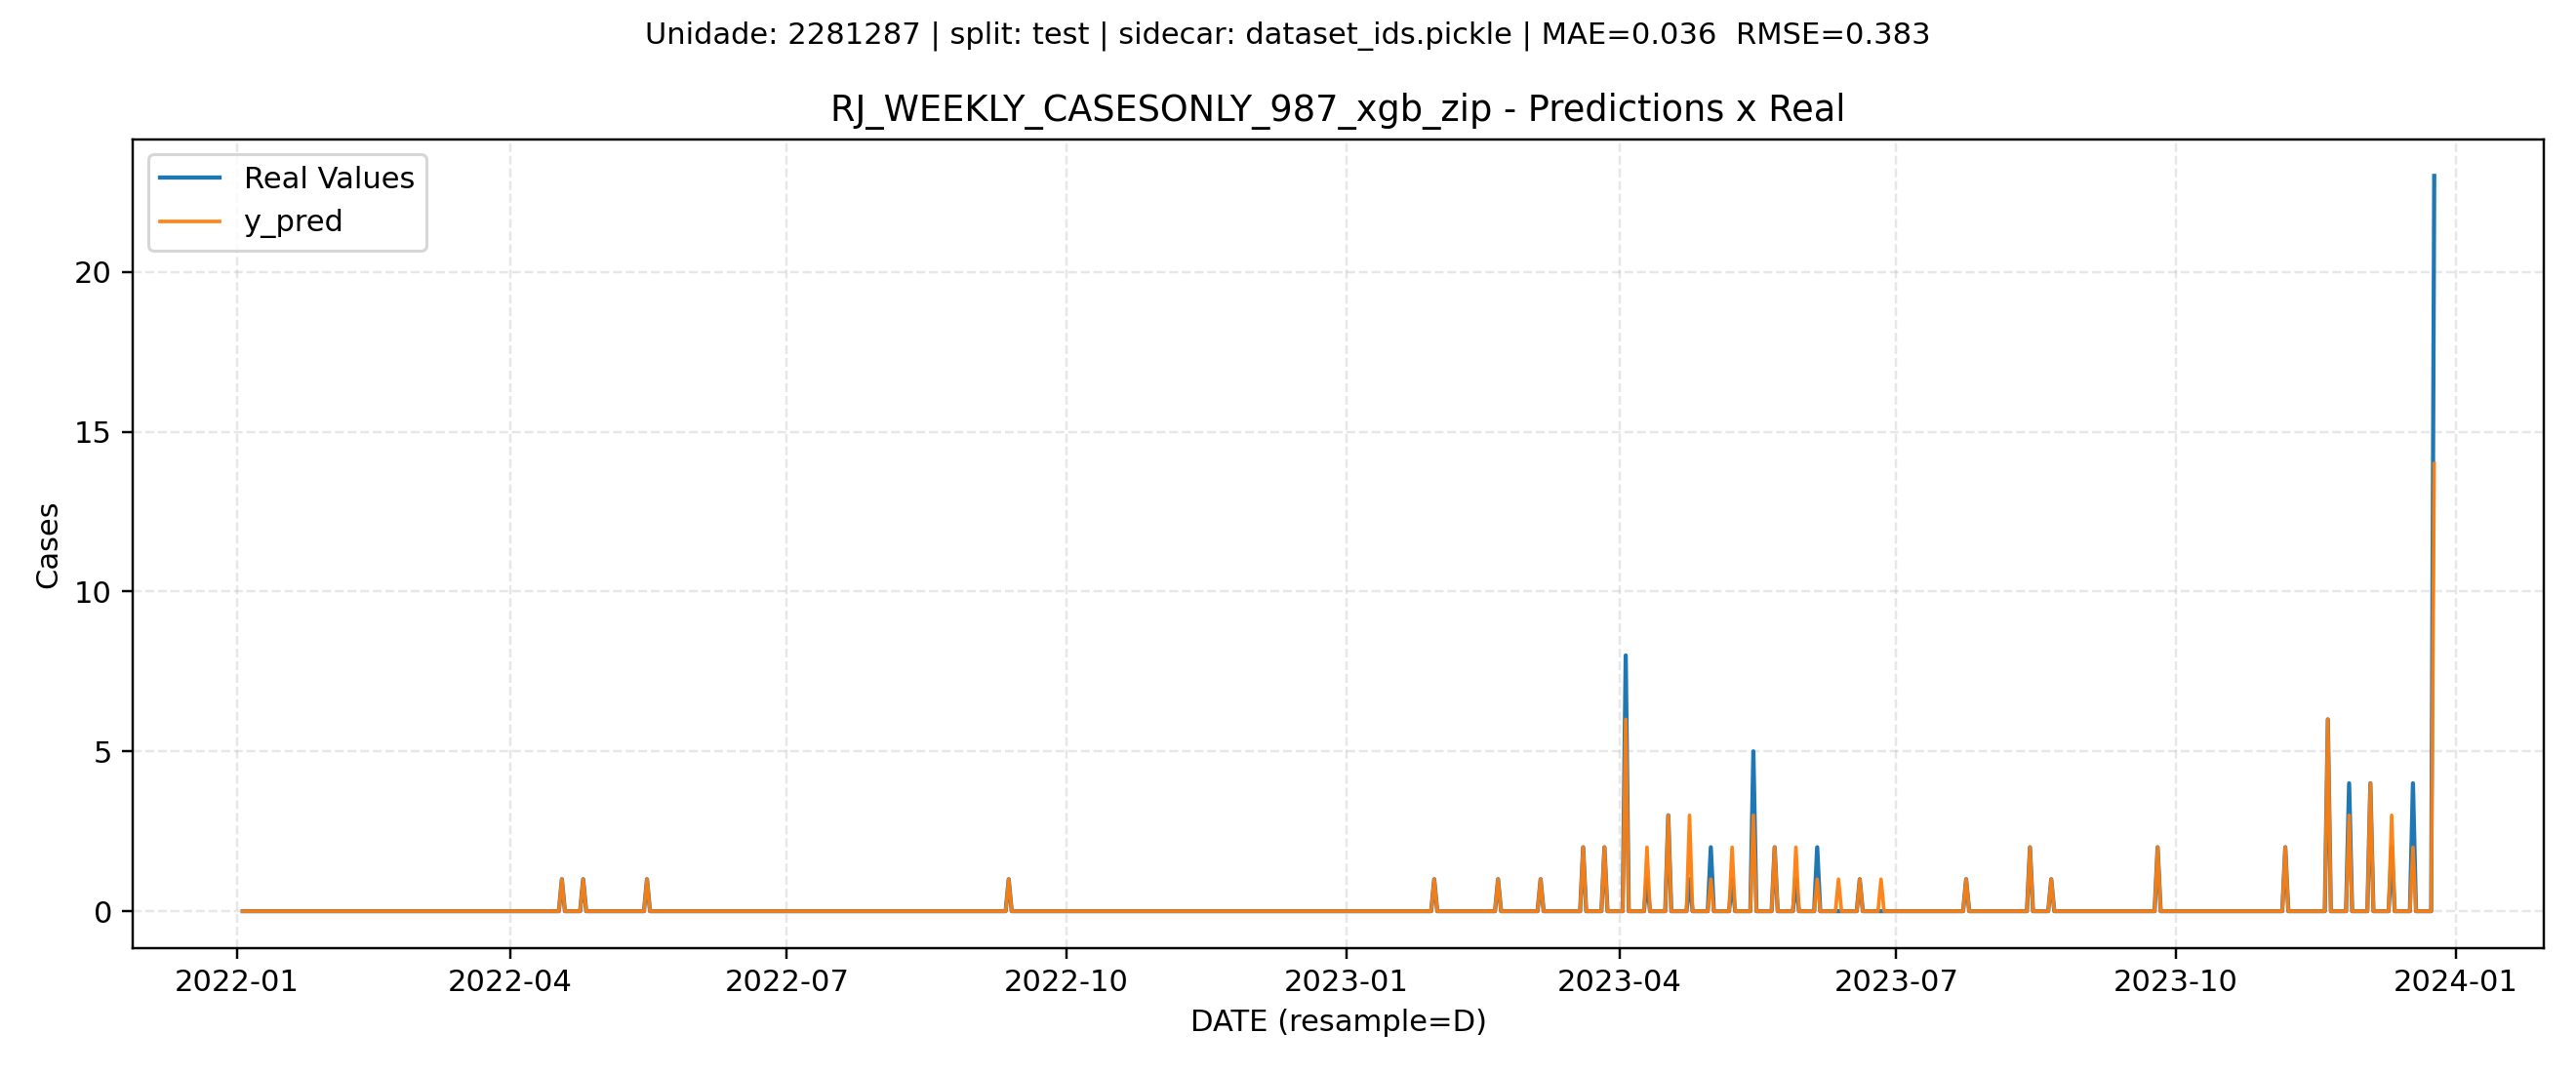 Unidade: 2281287 | split: test | sidecar: dataset_ids.pickle | MAE=0.036  RMSE=0.383
RJ_WEEKLY_CASESONLY_987_xgb_zip - Predictions x Real
Real Values
y_pred
Cases
20
15
10
5
0
2022-01 2022-04 2022-07 2022-10 2023-01 2023-04 2023-07 2023-10 2024-01
DATE (resample=D)